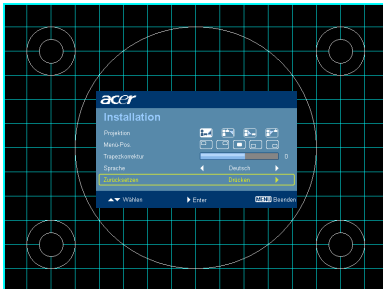 acer
Installation
Projektion
Menü-Pos
Trapezkorrektur 0
Sprache Deutsch
Zurücksetzen Drücken
Wählen Enter MENU Beenden